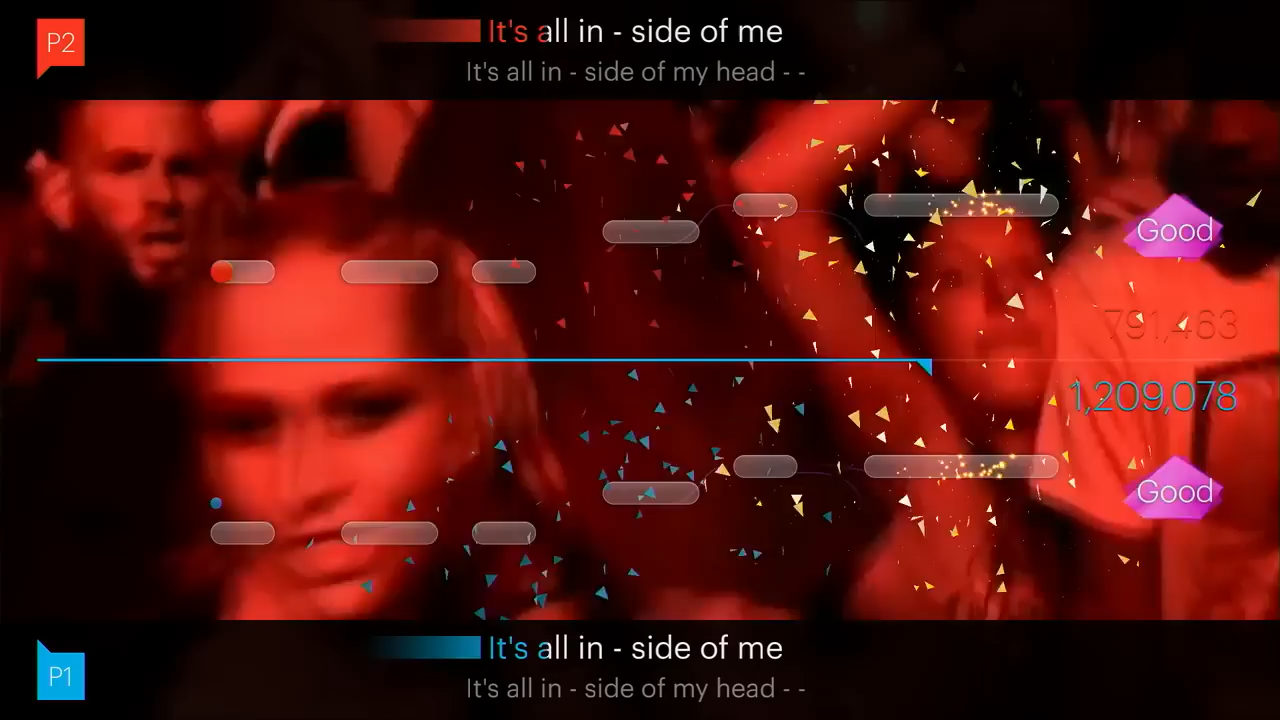 P2
It's all in - side of me
It's all in - side of my head - -
Good
791,463
1,209,078
Good
P1
It's all in - side of me
It's all in - side of my head - -